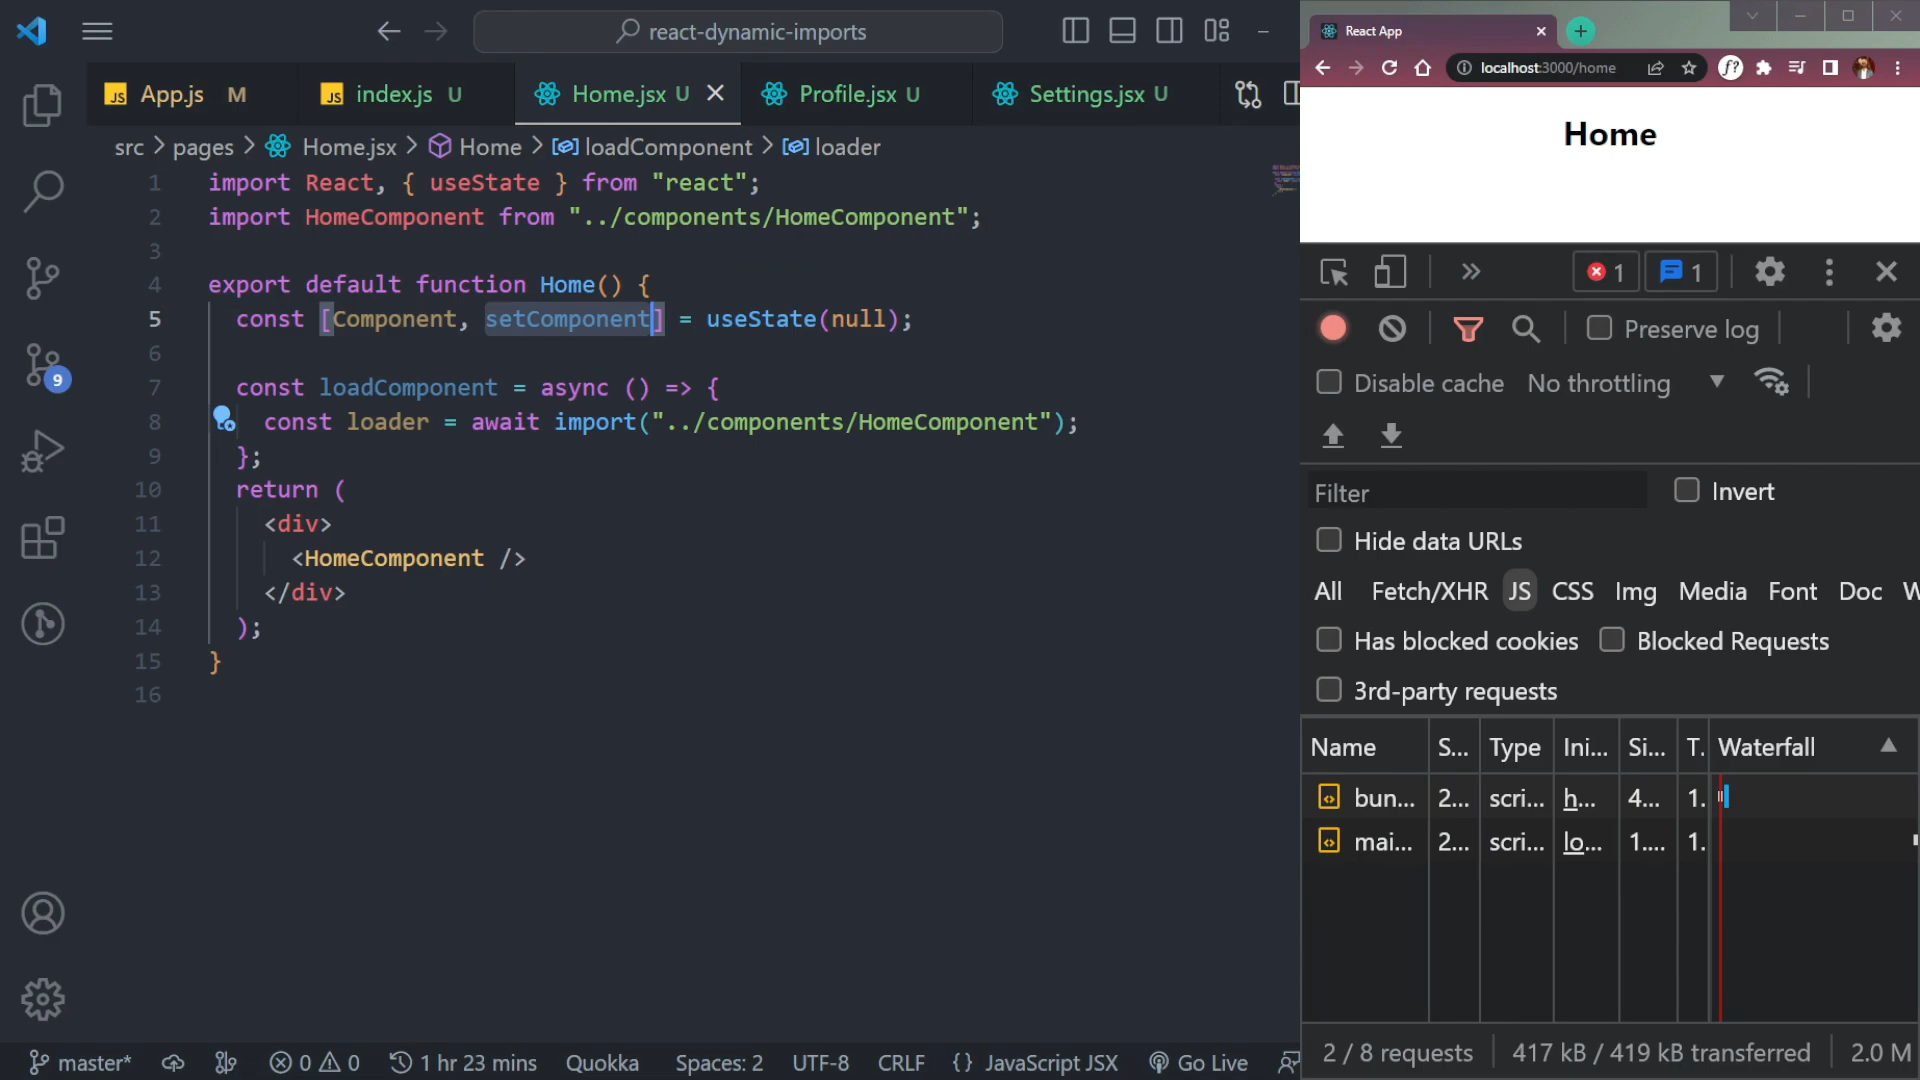 react-dynamic-imports
JS App.js M
JS index.js U
Home.jsx U
Profile.jsx U
Settings.jsx U
src > pages > Home.jsx > Home > loadComponent > loader
1 import React, { useState } from "react";
2 import HomeComponent from "../components/HomeComponent";
3
4 export default function Home() {
5 const [Component, setComponent] = useState(null);
6
7 const loadComponent = async () => {
8 const loader = await import("../components/HomeComponent");
9 };
10 return (
11 <div>
12 <HomeComponent />
13 </div>
14 );
15 }
16
9
master* 0 0 1 hr 23 mins Quokka Spaces: 2 UTF-8 CRLF {} JavaScript JSX Go Live
React App
localhost:3000/home
f?
Home
1 1
Preserve log
Disable cache No throttling
Filter Invert
Hide data URLs
All Fetch/XHR JS CSS Img Media Font Doc W
Has blocked cookies Blocked Requests
3rd-party requests
Name S... Type Ini... Si... T. Waterfall
bun... 2... scri... h... 4... 1.
mai... 2... scri... lo... 1.... 1.
2 / 8 requests 417 kB / 419 kB transferred 2.0 M